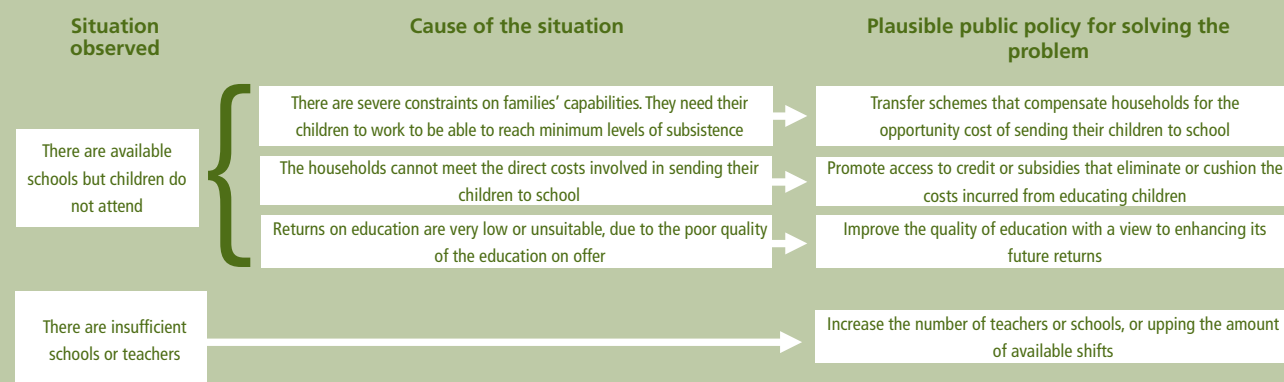 Situation
observed
Cause of the situation
Plausible public policy for solving the
problem
There are available
schools but children do
not attend
There are severe constraints on families’ capabilities. They need their
children to work to be able to reach minimum levels of subsistence
Transfer schemes that compensate households for the
opportunity cost of sending their children to school
The households cannot meet the direct costs involved in sending their
children to school
Promote access to credit or subsidies that eliminate or cushion the
costs incurred from educating children
Returns on education are very low or unsuitable, due to the poor quality
of the education on offer
Improve the quality of education with a view to enhancing its
future returns
There are insufficient
schools or teachers
Increase the number of teachers or schools, or upping the amount
of available shifts